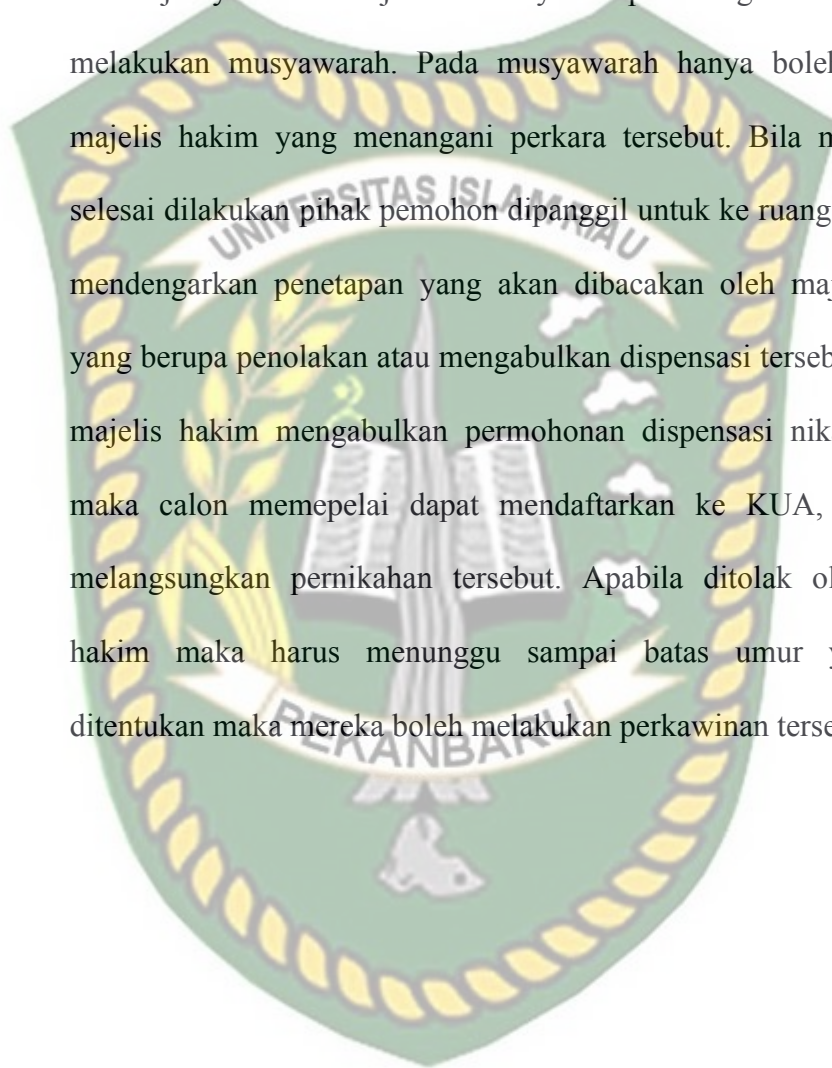 melakukan musyawarah. Pada musyawarah hanya boleh
majelis hakim yang menangani perkara tersebut. Bila
selesai dilakukan pihak pemohon dipanggil untuk ke ruang
mendengarkan penetapan yang akan dibacakan oleh
yang berupa penolakan atau mengabulkan dispensasi
majelis hakim mengabulkan permohonan dispensasi
maka calon memepelai dapat mendaftarkan ke KUA,
melangsungkan pernikahan tersebut. Apabila ditolak
hakim maka harus menunggu sampai batas umur
ditentukan maka mereka boleh melakukan perkawinan
UNIVERSITAS ISLAM RIAU
PEKANBARU